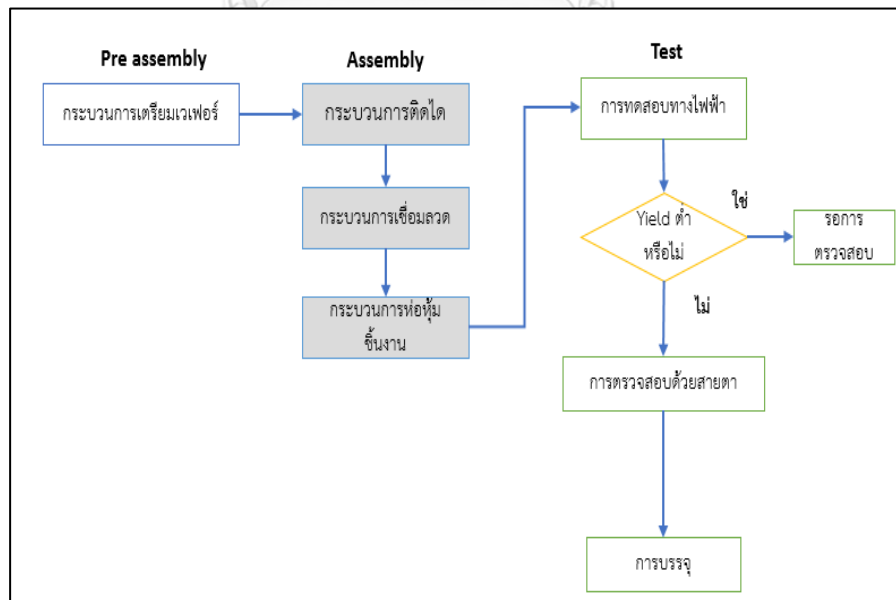 Pre assembly
กระบวนการเตรียมเวเฟอร์
Assembly
กระบวนการติดได
กระบวนการเชื่อมลวด
กระบวนการห่อหุ้ม
ชิ้นงาน
Test
การทดสอบทางไฟฟ้า
Yield ต่ำ
หรือไม่
ใช่
รอการ
ตรวจสอบ
ไม่
การตรวจสอบด้วยสายตา
การบรรจุ